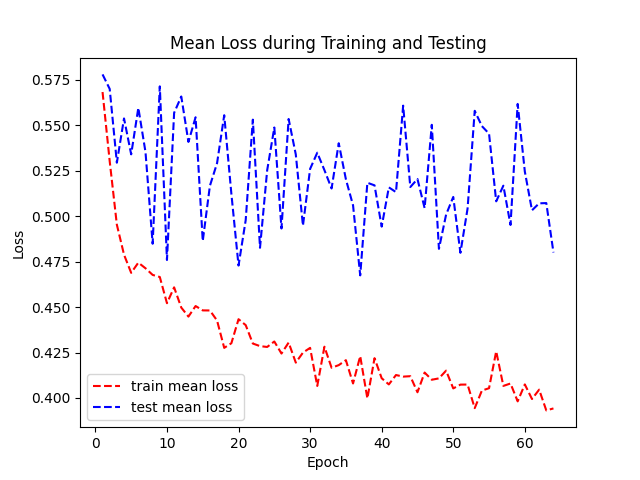 Mean Loss during Training and Testing
Loss
0.575
0.550
0.525
0.500
0.475
0.450
0.425
0.400
train mean loss
test mean loss
0 10 20 30 40 50 60
Epoch